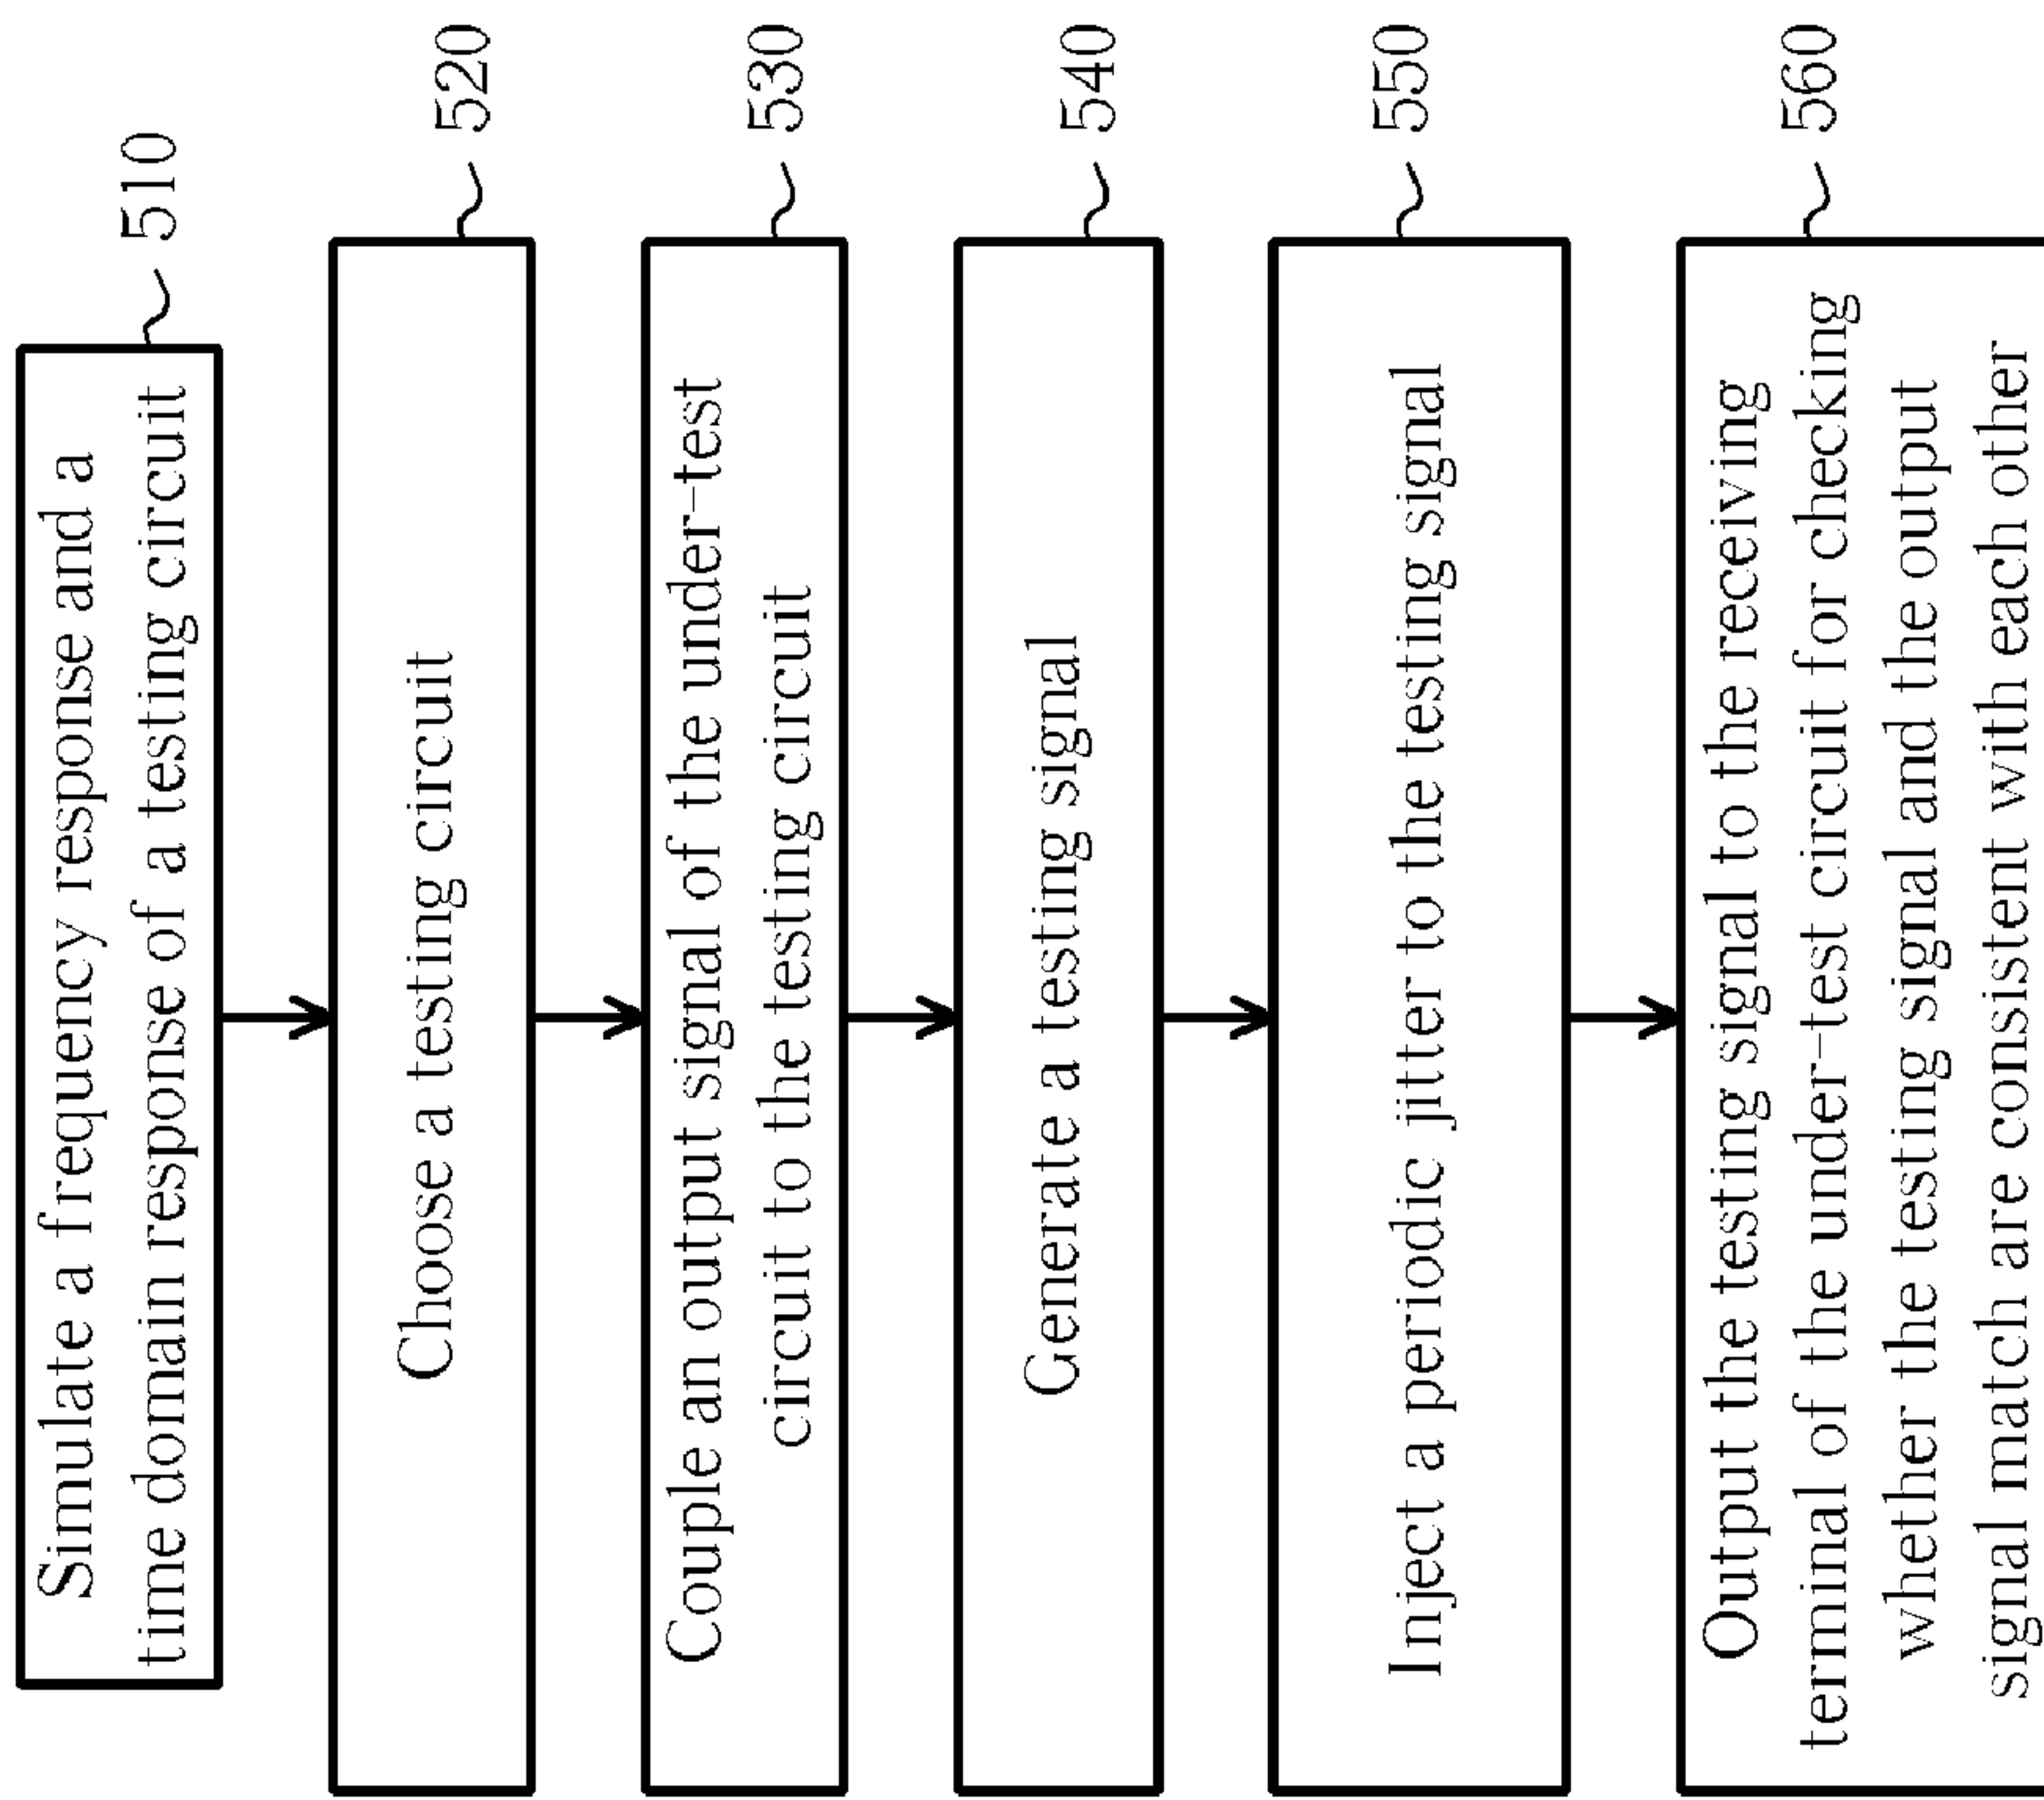 Simulate a frequency response and a
time domain response of a testing circuit
510
Choose a testing circuit
520
Couple an output signal of the under-test
circuit to the testing circuit
530
Generate a testing signal
540
Inject a periodic jitter to the testing signal
550
Output the testing signal to the receiving
terminal of the under-test circuit for checking
whether the testing signal and the output
signal match are consistent with each other
560